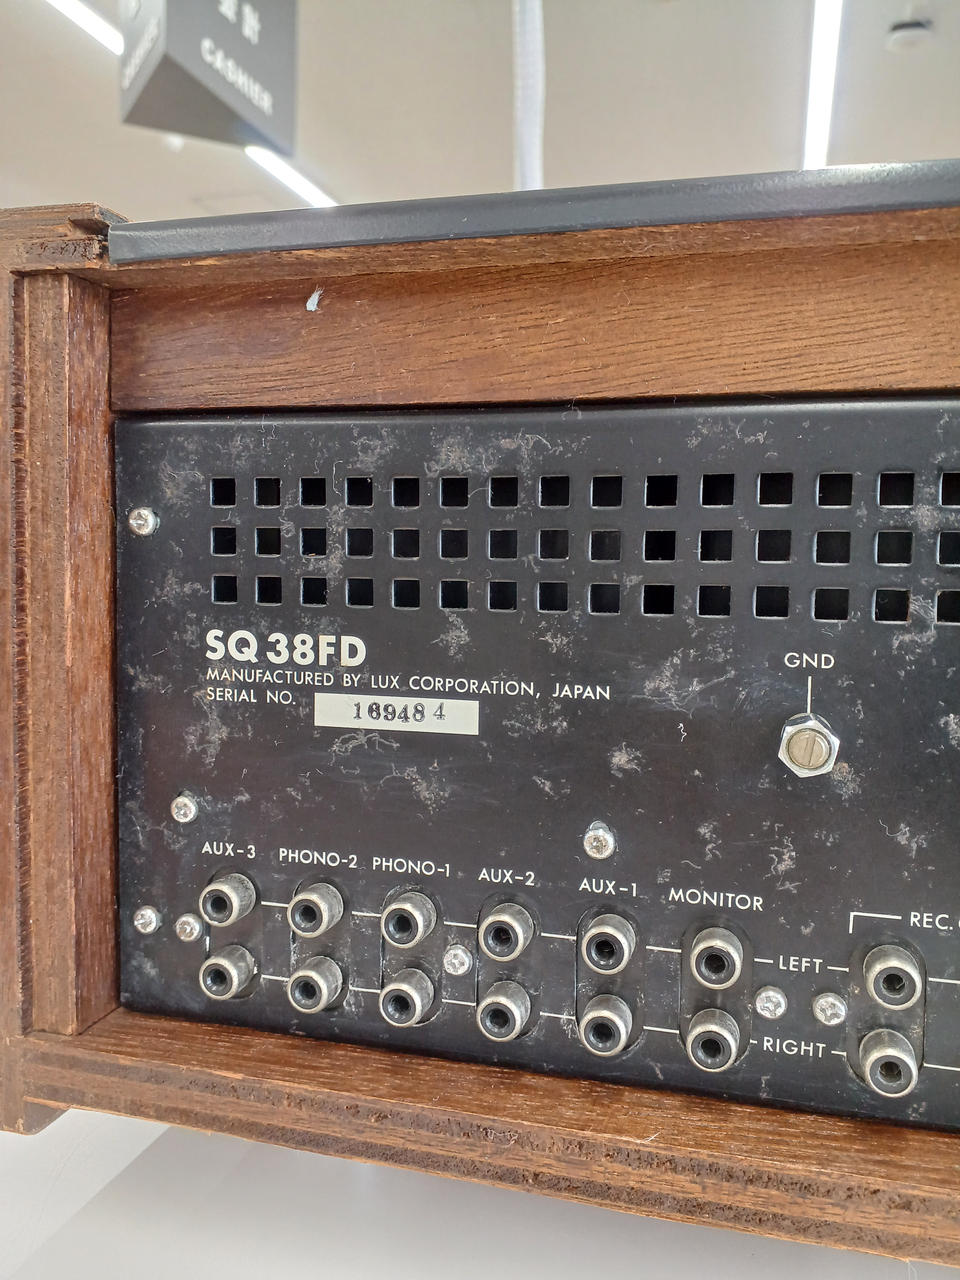 CASHIER
SQ 38FD
MANUFACTURED BY LUX CORPORATION, JAPAN
SERIAL NO. 169484
GND
AUX-3 PHONO-2 PHONO-1 AUX-2 AUX-1 MONITOR
REC.
LEFT
RIGHT